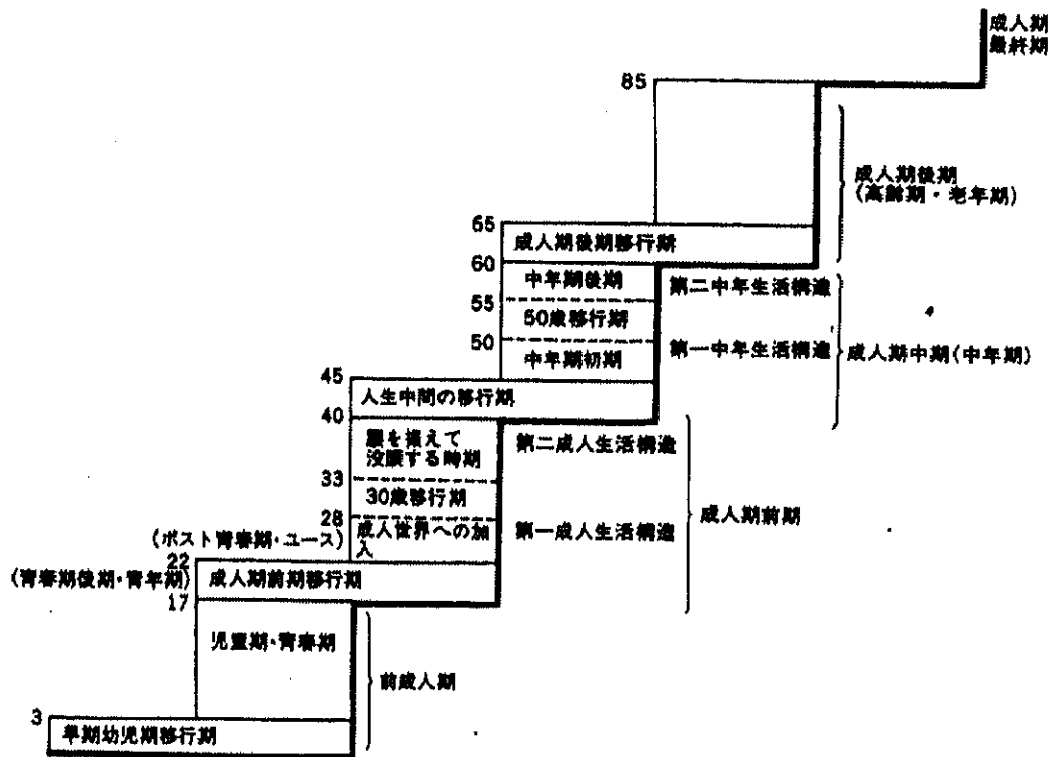 成人期
最終期
85
成人期後期
(高齢期・老年期)
65
成人期後期移行期
60
中年期後期
第二中年生活構造
55
50歳移行期
50
中年期初期
第一中年生活構造
成人期中期(中年期)
45
人生中間の移行期
40
腰を据えて
没頭する時期
第二成人生活構造
33
30歳移行期
成人期前期
28
(ポスト青春期・ユース)
成人世界への加
入
第一成人生活構造
22
(青春期後期・青年期)
成人期前期移行期
17
児童期・青春期
前成人期
3
早期幼児期移行期